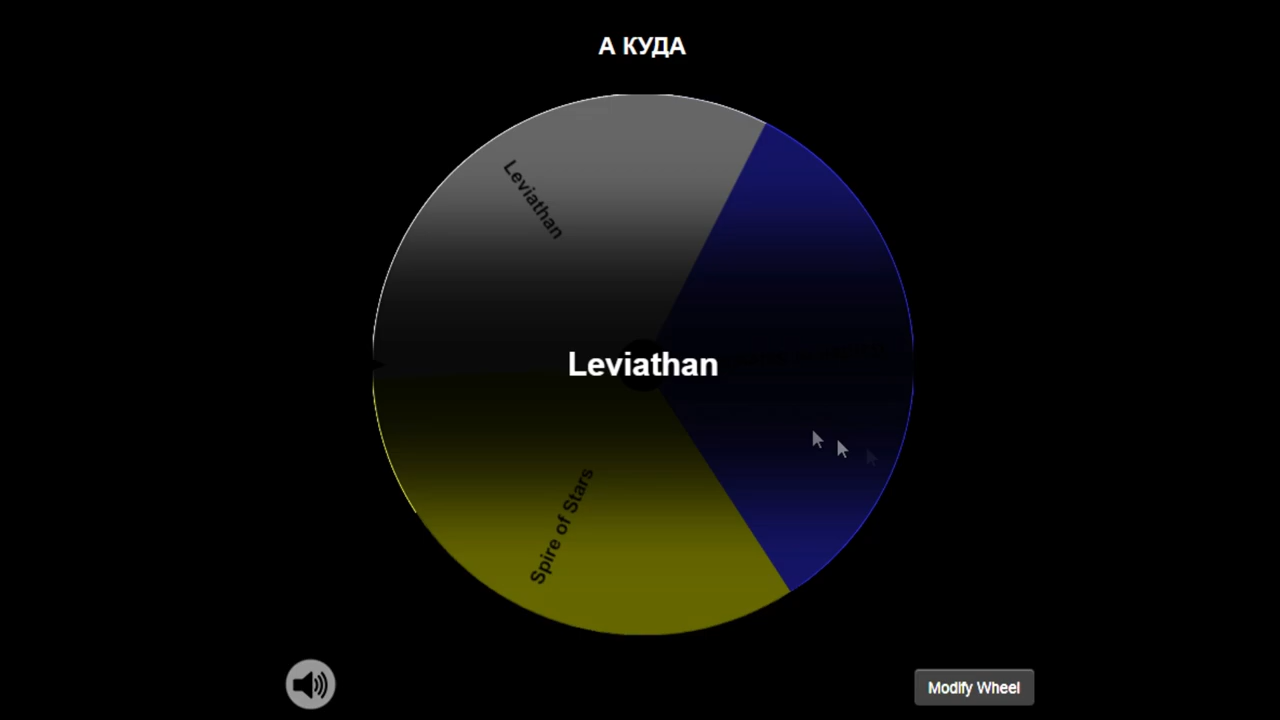 А КУДА
Leviathan
Leviathan
Spire of Stars
Modify Wheel